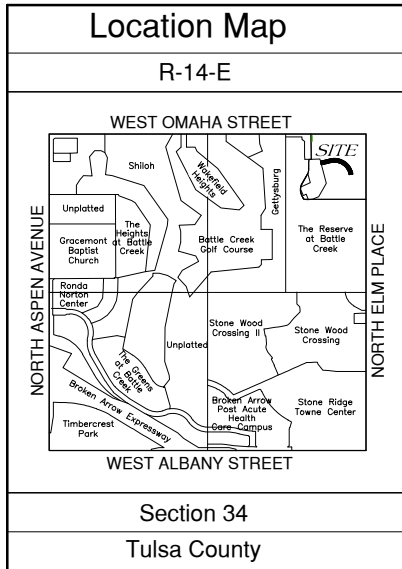 Location Map
R-14-E
WEST OMAHA STREET
SITE
Shiloh
Wakefield
Heights
Gettysburg
Unplatted
The
Heights
at Battle
Creek
Gracemont
Baptist
Church
Battle Creek
Golf Course
The Reserve
at Battle
Creek
NORTH ASPEN AVENUE
NORTH ELM PLACE
Ronda
Norton
Center
Unplatted
Stone Wood
Crossing II
Stone Wood
Crossing
The Greens
at Battle
Creek
Broken Arrow Expressway
Broken Arrow
Post Acute
Health
Care Campus
Stone Ridge
Towne Center
Timbercrest
Park
WEST ALBANY STREET
Section 34
Tulsa County